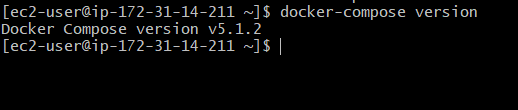 [ec2-user@ip-172-31-14-211 ~]$ docker-compose version
Docker Compose version v5.1.2
[ec2-user@ip-172-31-14-211 ~]$